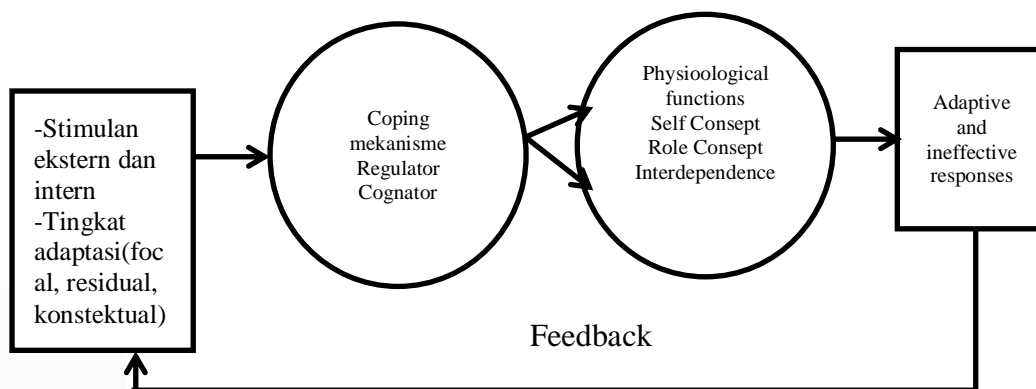 -Stimulan
ekstern dan
intern
-Tingkat
adaptasi(foc
al, residual,
konstektual)
Coping
mekanisme
Regulator
Cognator
Physioological
functions
Self Consept
Role Concept
Interdependence
Adaptive
and
ineffective
responses
Feedback